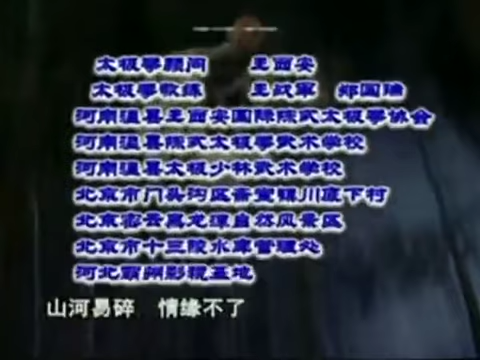 太极拳顾问 王西安
太极拳教练 王战军 郑国瑞
河南温县王西安国际陈式太极拳协会
河南温县陈式太极拳武术学校
河南温县太极少林武术学校
北京市门头沟区斋堂镇川底下村
北京密云黑龙潭自然风景区
北京市十三陵水库管理处
河北霸州影视基地
山河易碎 情缘不了